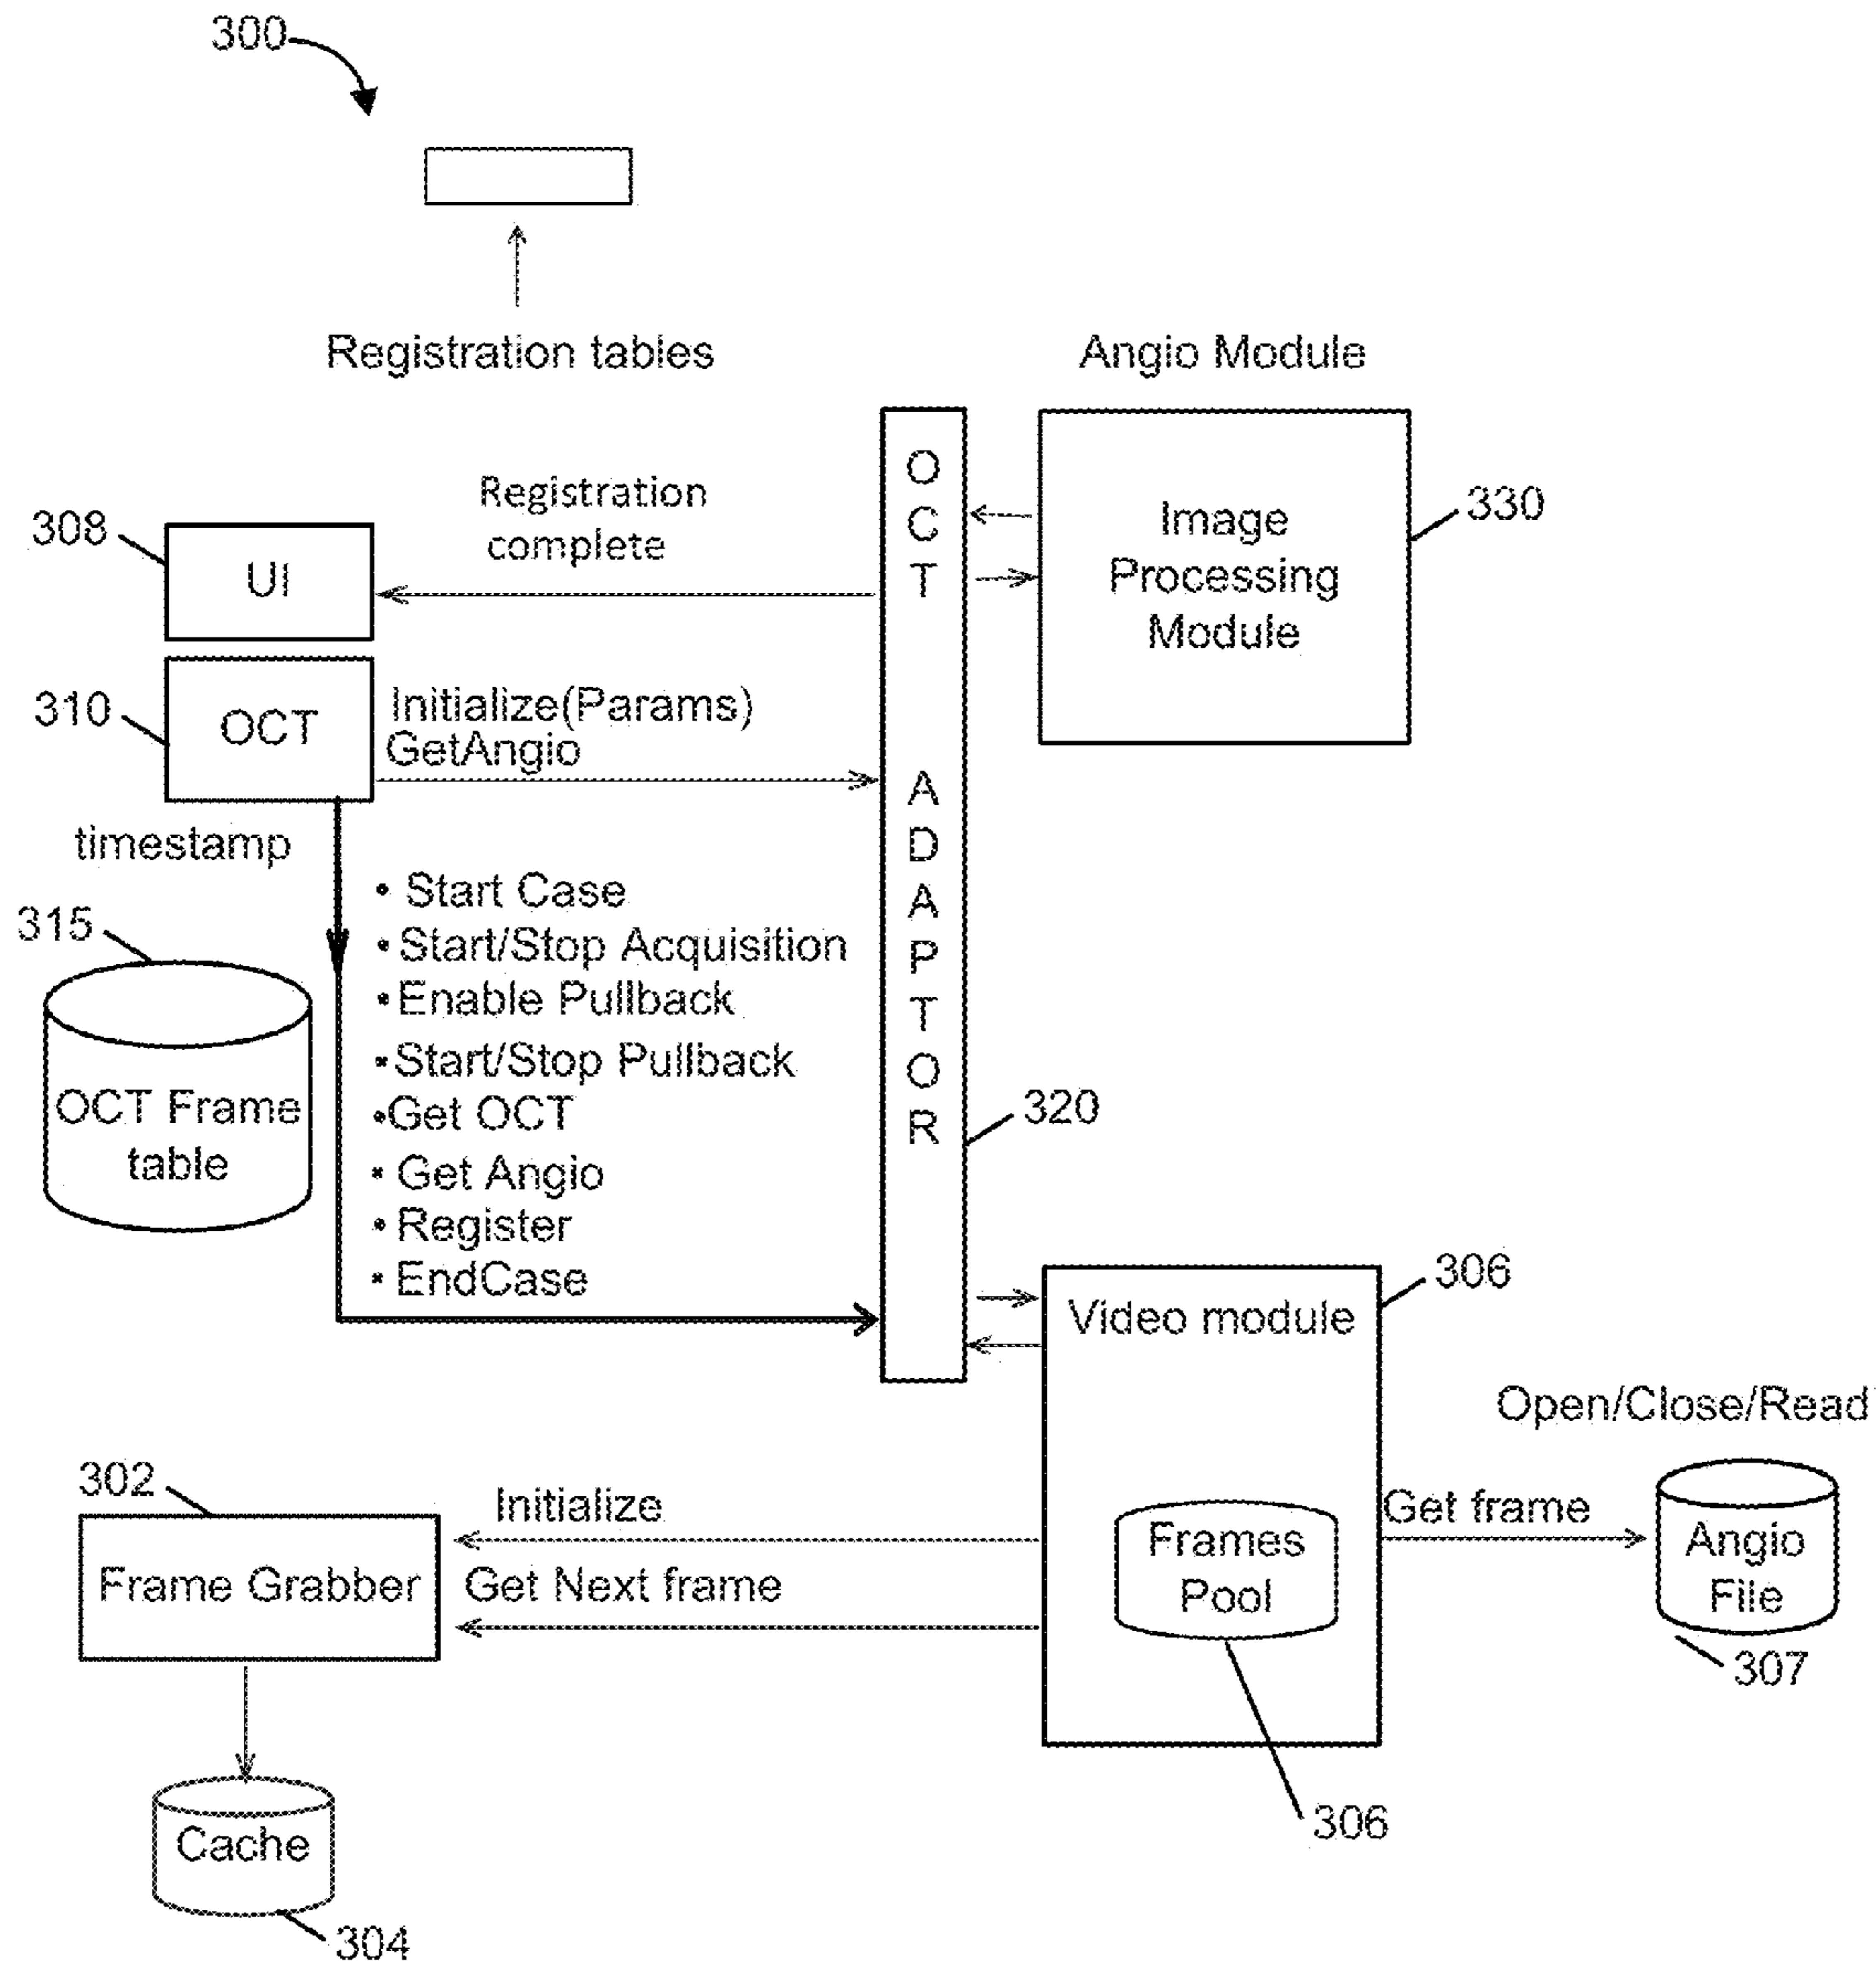 300
Registration tables
Angio Module
308
UI
Registration
complete
OCT ADAPTOR
Image
Processing
Module
330
310
OCT
Initialize(Params)
GetAngio
timestamp
315
OCT Frame
table
• Start Case
• Start/Stop Acquisition
• Enable Pullback
• Start/Stop Pullback
• Get OCT
• Get Angio
• Register
• EndCase
320
Video module
306
Open/Close/Read
302
Frame Grabber
Initialize
Get Next frame
Frames
Pool
Get frame
Angio
File
307
306
Cache
304